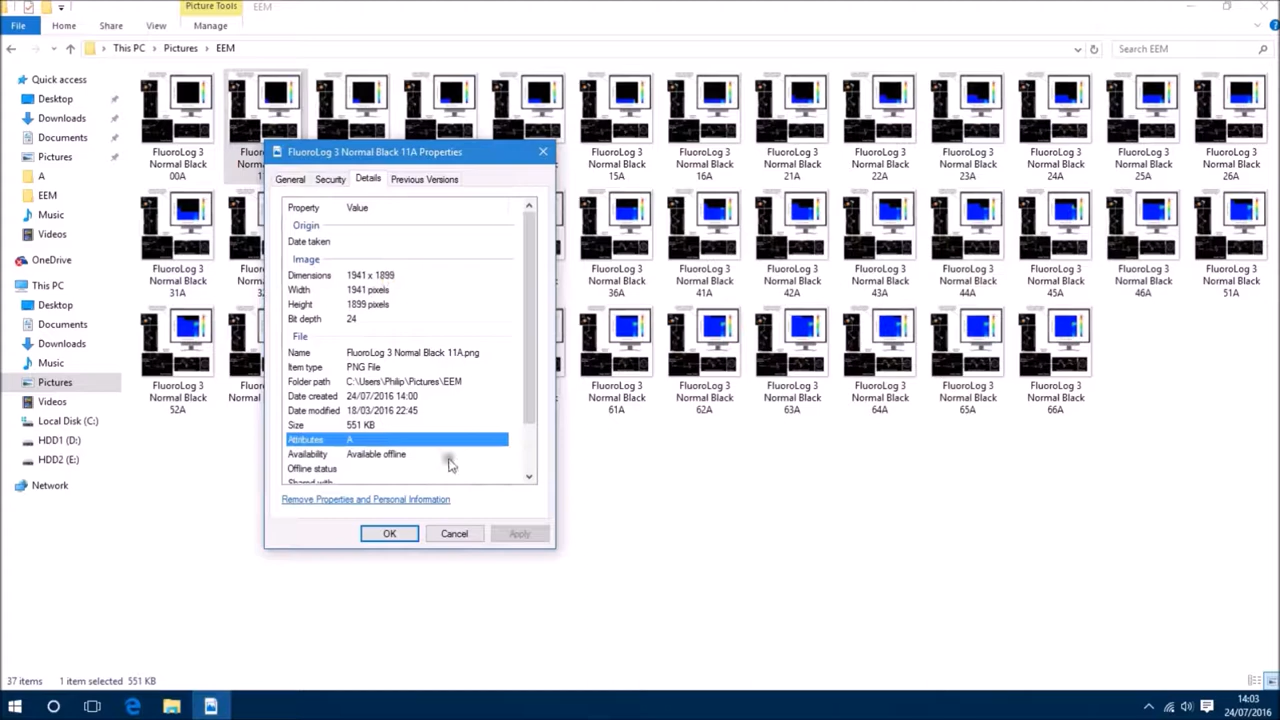 Picture Tools
EEM
File Home Share View Manage
This PC Pictures EEM
Search EEM
Quick access
Desktop
Downloads
Documents
Pictures
A
EEM
Music
Videos
OneDrive
This PC
Desktop
Documents
Downloads
Music
Pictures
Videos
Local Disk (C:)
HDD1 (D:)
HDD2 (E:)
Network
FluoroLog 3 Normal Black 00A
FluoroLog 3 Normal Black 15A
FluoroLog 3 Normal Black 16A
FluoroLog 3 Normal Black 21A
FluoroLog 3 Normal Black 22A
FluoroLog 3 Normal Black 23A
FluoroLog 3 Normal Black 24A
FluoroLog 3 Normal Black 25A
FluoroLog 3 Normal Black 26A
FluoroLog 3 Normal Black 31A
FluoroLog 3 Normal Black 36A
FluoroLog 3 Normal Black 41A
FluoroLog 3 Normal Black 42A
FluoroLog 3 Normal Black 43A
FluoroLog 3 Normal Black 44A
FluoroLog 3 Normal Black 45A
FluoroLog 3 Normal Black 46A
FluoroLog 3 Normal Black 51A
FluoroLog 3 Normal Black 52A
FluoroLog 3 Normal Black 61A
FluoroLog 3 Normal Black 62A
FluoroLog 3 Normal Black 63A
FluoroLog 3 Normal Black 64A
FluoroLog 3 Normal Black 65A
FluoroLog 3 Normal Black 66A
FluoroLog 3 Normal Black 11A Properties
General Security Details Previous Versions
Property Value
Origin
Date taken
Image
Dimensions 1941 x 1899
Width 1941 pixels
Height 1899 pixels
Bit depth 24
File
Name FluoroLog 3 Normal Black 11A.png
Item type PNG File
Folder path C:\Users\Philip\Pictures\EEM
Date created 24/07/2016 14:00
Date modified 18/03/2016 22:45
Size 551 KB
Attributes A
Availability Available offline
Offline status
Shared with
Remove Properties and Personal Information
OK Cancel Apply
37 items 1 item selected 551 KB
14:03
24/07/2016